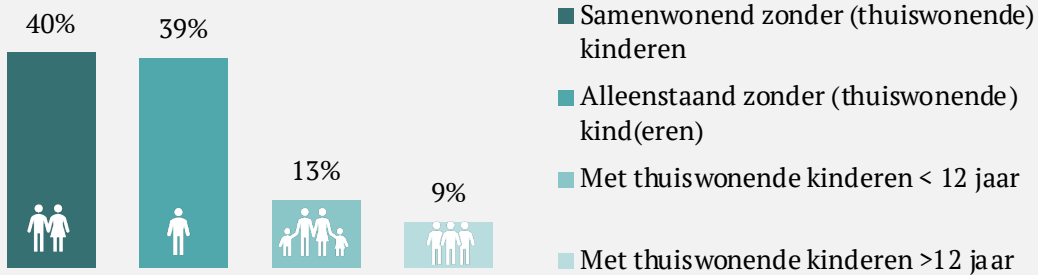 40%
39%
13%
9%
Samenwonend zonder (thuiswonende)
kinderen
Alleenstaand zonder (thuiswonende)
kind(eren)
Met thuiswonende kinderen < 12 jaar
Met thuiswonende kinderen >12 jaar